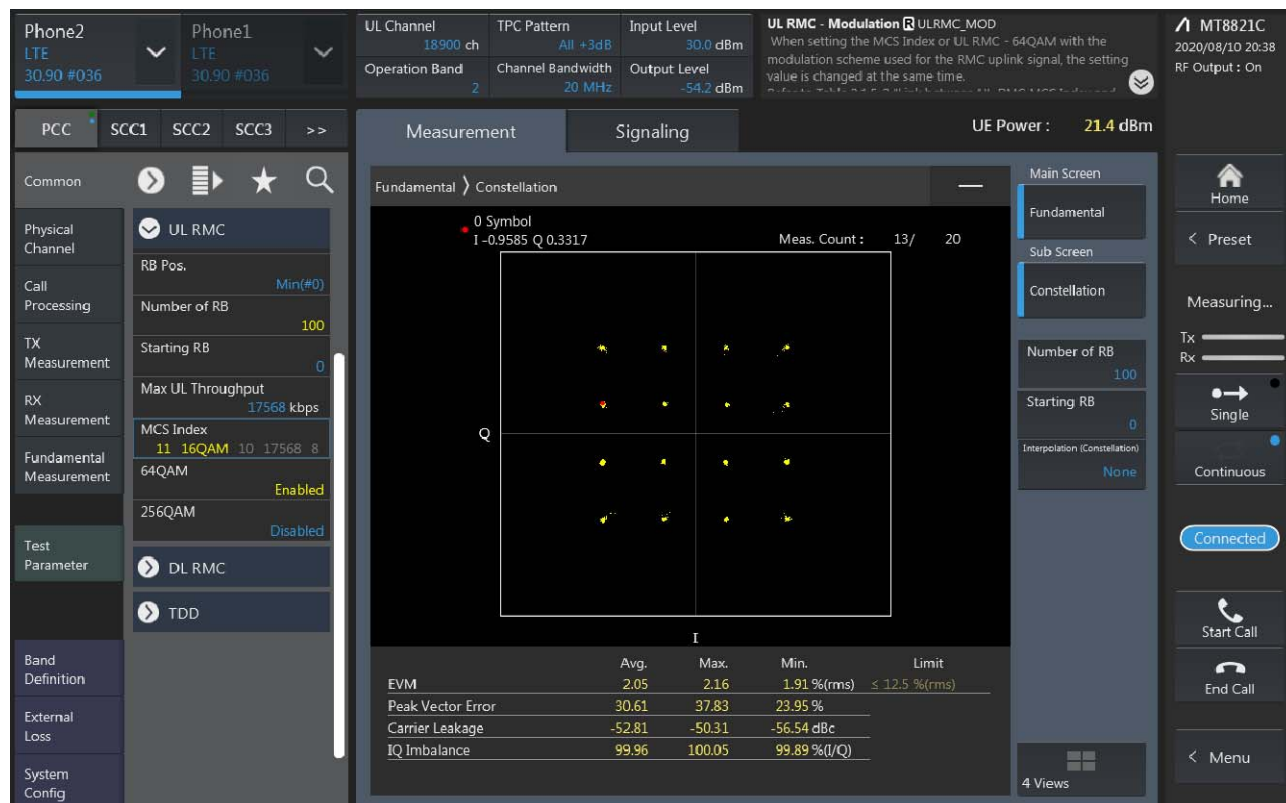 Phone2
LTE
30.90 #036
Phone1
LTE
30.90 #036
UL Channel
18900 ch
TPC Pattern
All +3dB
Input Level
30.0 dBm
Operation Band
2
Channel Bandwidth
20 MHz
Output Level
-54.2 dBm
UL RMC - Modulation R ULRMC_MOD
When setting the MCS Index or UL RMC - 64QAM with the
modulation scheme used for the RMC uplink signal, the setting
value is changed at the same time.
MT8821C
2020/08/10 20:38
RF Output : On
PCC SCC1 SCC2 SCC3 >>
Measurement
Signaling
UE Power : 21.4 dBm
Common
Physical
Channel
Call
Processing
TX
Measurement
RX
Measurement
Fundamental
Measurement
Test
Parameter
Band
Definition
External
Loss
System
Config
UL RMC
RB Pos.
Min(#0)
Number of RB
100
Starting RB
0
Max UL Throughput
17568 kbps
MCS Index
11 16QAM 10 17568 8
64QAM
Enabled
256QAM
Disabled
DL RMC
TDD
Fundamental > Constellation
0 Symbol
I -0.9585 Q 0.3317
Meas. Count : 13/ 20
Q
I
Avg. Max. Min. Limit
EVM 2.05 2.16 1.91 %(rms) ≤ 12.5 %(rms)
Peak Vector Error 30.61 37.83 23.95 %
Carrier Leakage -52.81 -50.31 -56.54 dBc
IQ Imbalance 99.96 100.05 99.89 %(I/Q)
Main Screen
Fundamental
Sub Screen
Constellation
Number of RB
100
Starting RB
0
Interpolation (Constellation)
None
4 Views
Home
< Preset
Measuring...
Tx
Rx
Single
Continuous
Connected
Start Call
End Call
< Menu